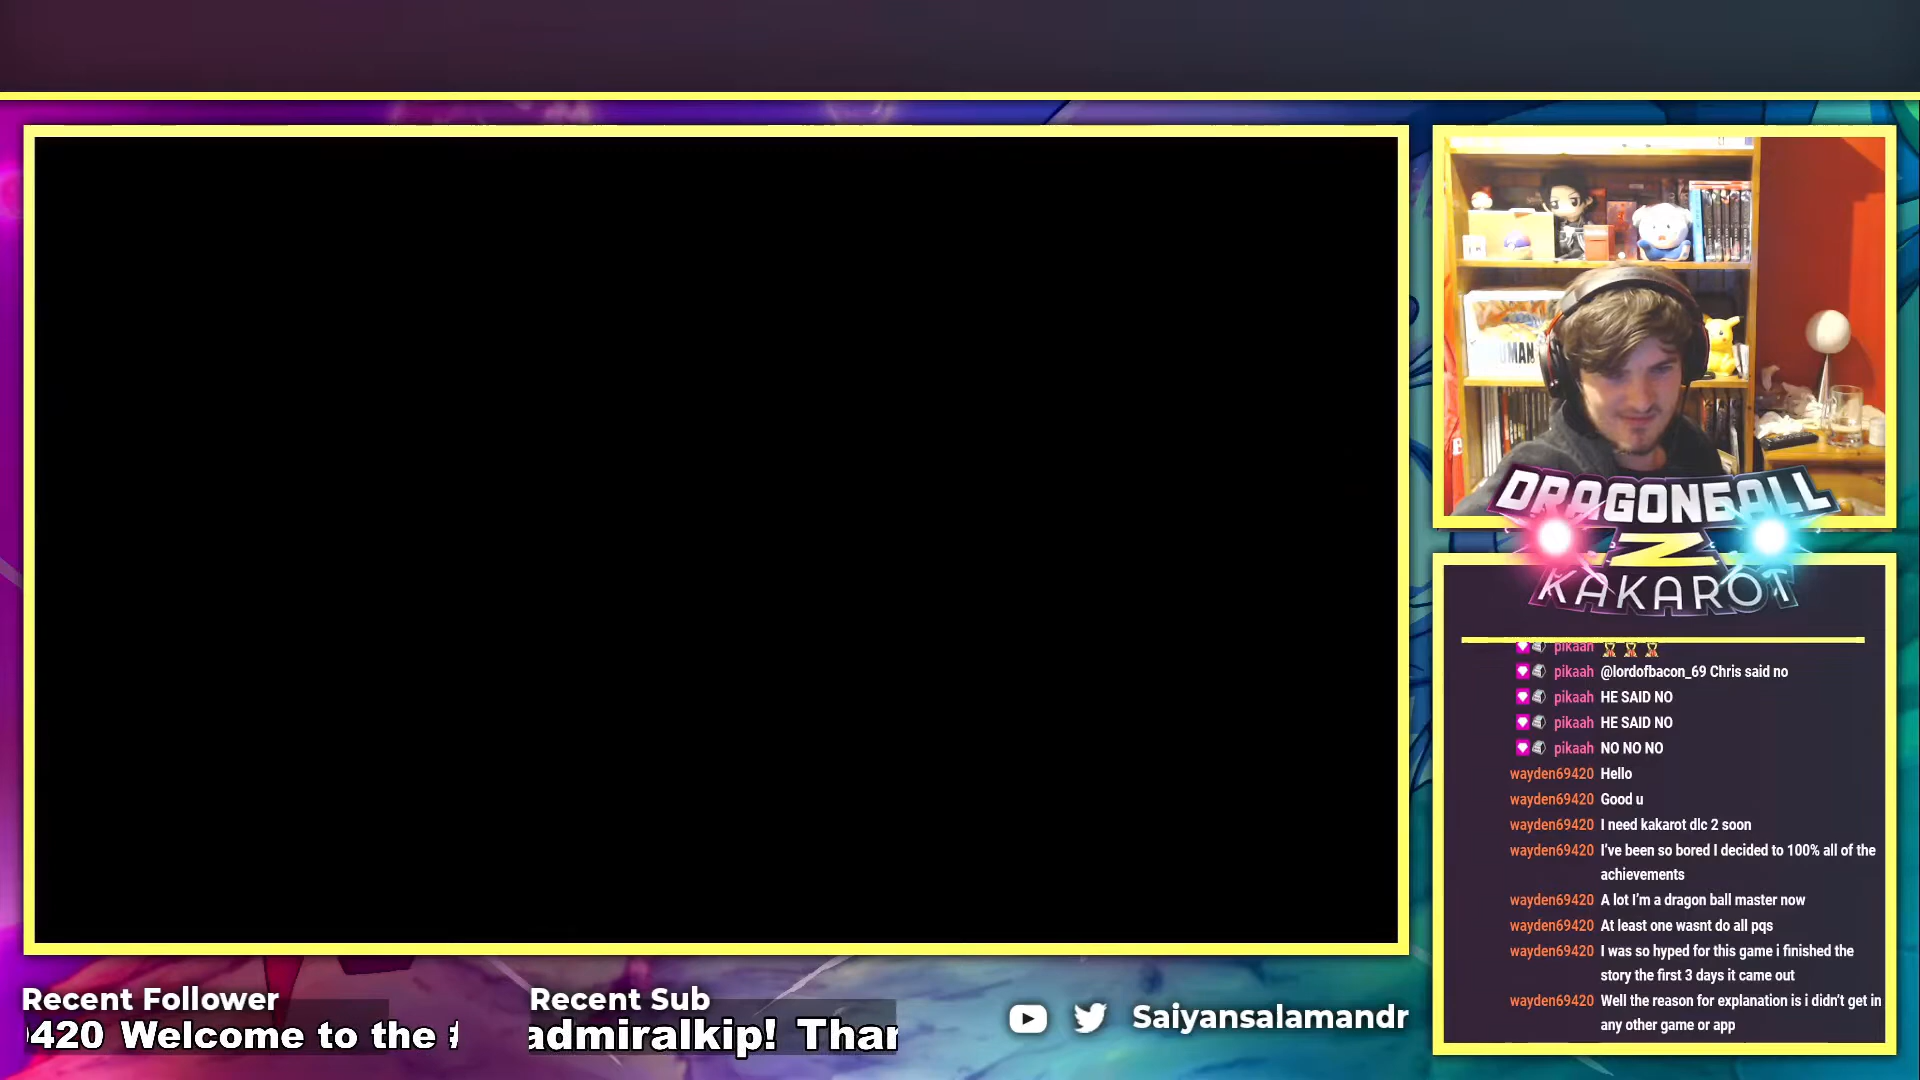 UMAN
DRAGONBALL
Z
KAKAROT
pikaah
pikaah @lordofbacon_69 Chris said no
pikaah HE SAID NO
pikaah HE SAID NO
pikaah NO NO NO
wayden69420 Hello
wayden69420 Good u
wayden69420 I need kakarot dlc 2 soon
wayden69420 I've been so bored I decided to 100% all of the
achievements
wayden69420 A lot I'm a dragon ball master now
wayden69420 At least one wasnt do all pqs
wayden69420 I was so hyped for this game i finished the
story the first 3 days it came out
wayden69420 Well the reason for explanation is i didn't get in
any other game or app
Recent Follower
420 Welcome to the
Recent Sub
admiralkip! Than
Saiyansalamandr